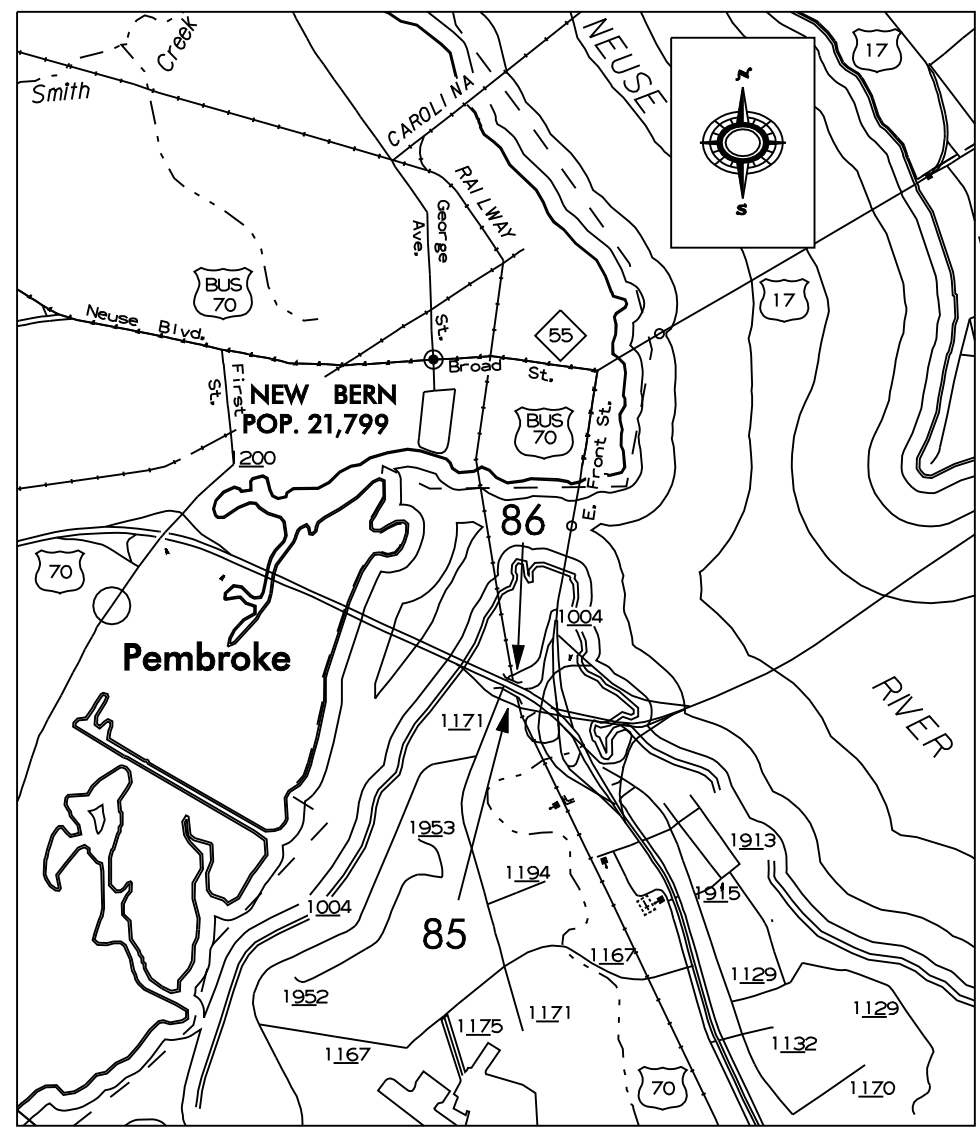 Smith
Creek
CAROLINA
RAILWAY
NEUSE
17
N
S
George
Ave.
St.
BUS
70
17
Neuse Blvd.
55
Broad
St.
First
St.
NEW BERN
POP. 21,799
BUS
70
E. Front St.
200
86
70
1004
Pembroke
RIVER
1171
1953
1913
1194
1915
1004
85
1167
1129
1952
1171
1129
1175
1132
1167
70
1170